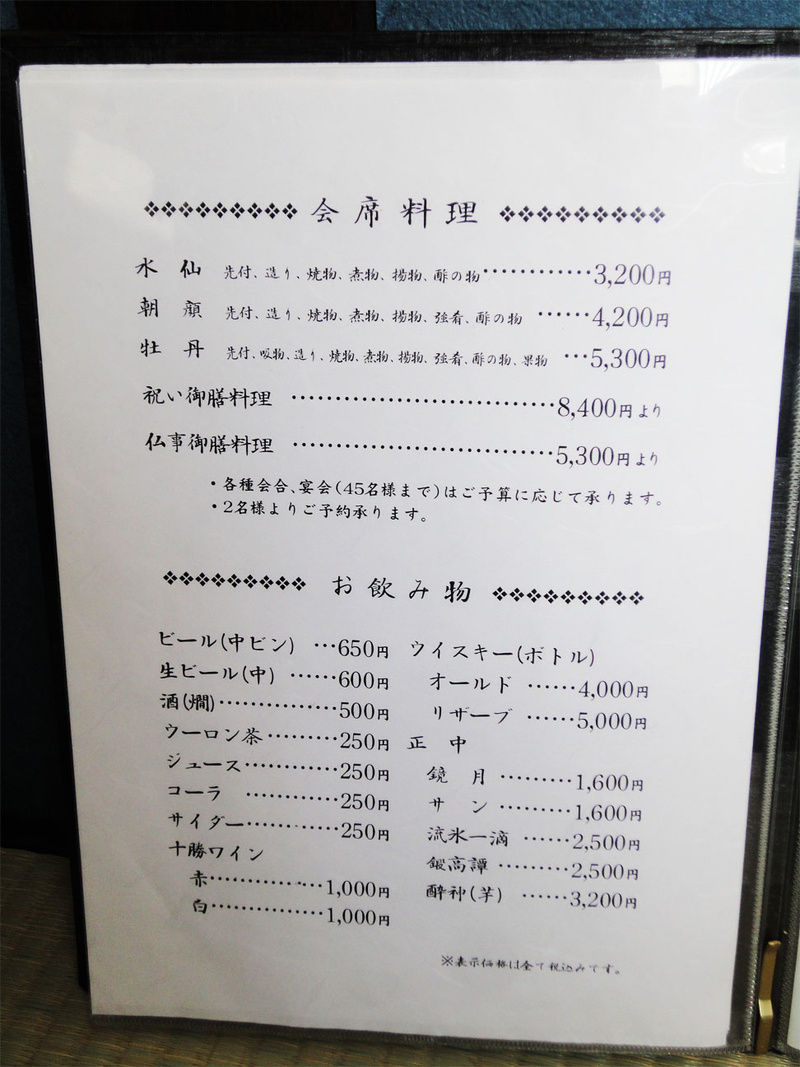 会席料理
水仙 先付、造り、焼物、煮物、揚物、酢の物…………3,200円
朝顔 先付、造り、焼物、煮物、揚物、強肴、酢の物……4,200円
牡丹 先付、吸物、造り、焼物、煮物、揚物、強肴、酢の物、果物…5,300円
祝い御膳料理…………………………8,400円より
仏事御膳料理…………………………5,300円より
・各種会合、宴会(45名様まで)はご予算に応じて承ります。
・2名様よりご予約承ります。
お飲み物
ビール(中ビン)…650円
生ビール(中)……600円
酒(燗)……………500円
ウーロン茶………250円
ジュース…………250円
コーラ…………250円
サイダー…………250円
十勝ワイン
赤……………1,000円
白……………1,000円
ウイスキー(ボトル)
オールド……4,000円
リザーブ……5,000円
正中
鏡月………1,600円
サン………1,600円
流氷一滴……2,500円
鍛高譚………2,500円
酔神(芋)……3,200円
※表示価格は全て税込みです。